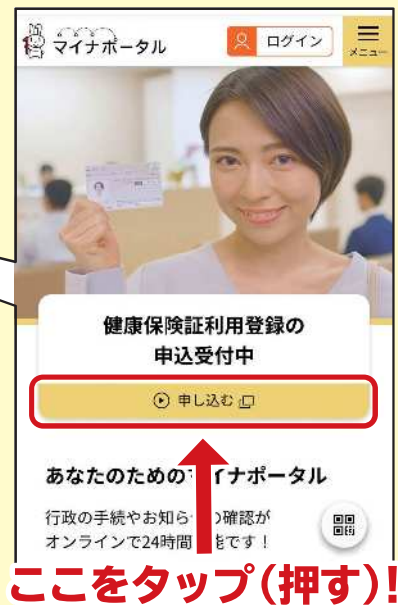 マイナポータル
ログイン
メニュー
健康保険証利用登録の
申込受付中
申し込む
あなたのための イナポータル
行政の手続やお知ら の確認が
オンラインで24時間 能です!
ここをタップ(押す)!